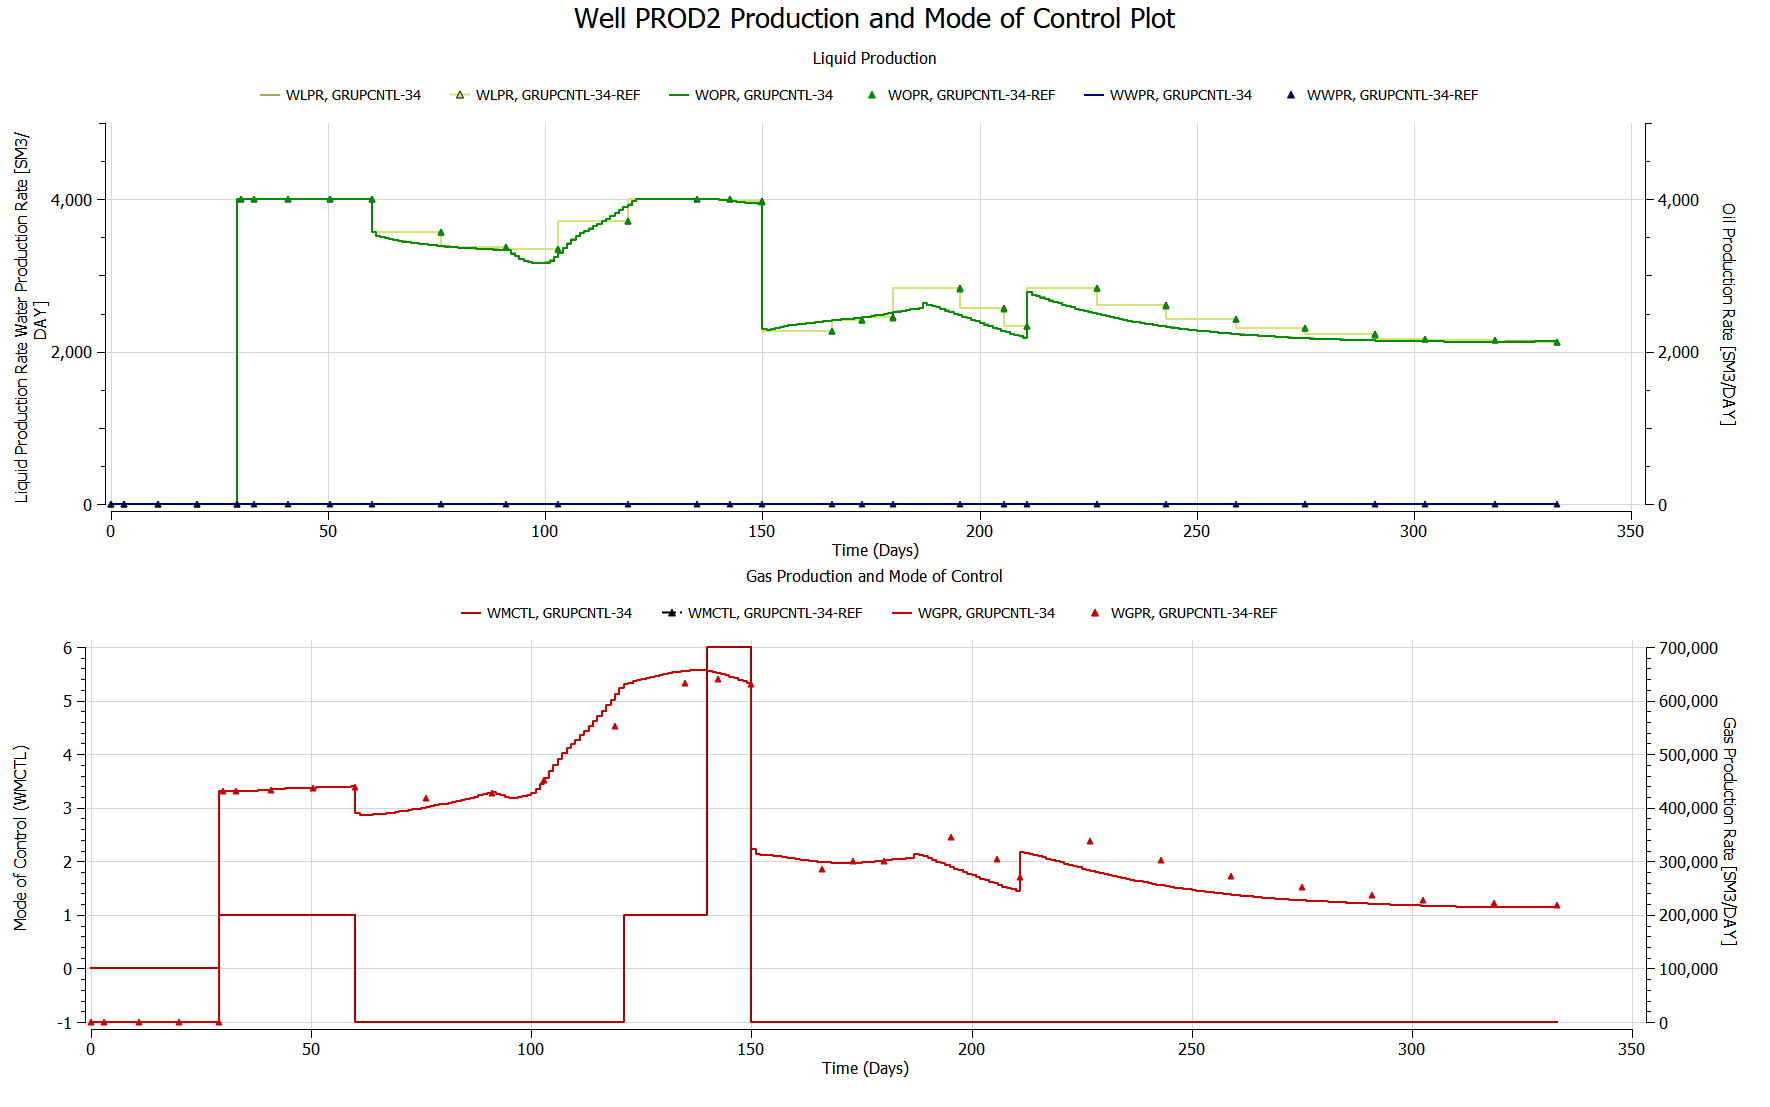 Well PROD2 Production and Mode of Control Plot
Liquid Production
WLPR, GRUPCNTL-34
WLPR, GRUPCNTL-34-REF
WOPR, GRUPCNTL-34
WOPR, GRUPCNTL-34-REF
WWPR, GRUPCNTL-34
WWPR, GRUPCNTL-34-REF
Liquid Production Rate Water Production Rate [SM3/
DAY]
4,000
2,000
0
4,000
2,000
0
Oil Production Rate [SM3/DAY]
0 50 100 150 200 250 300 350
Time (Days)
Gas Production and Mode of Control
WMCTL, GRUPCNTL-34
WMCTL, GRUPCNTL-34-REF
WGPR, GRUPCNTL-34
WGPR, GRUPCNTL-34-REF
Mode of Control (WMCTL)
6
5
4
3
2
1
0
-1
700,000
600,000
500,000
400,000
300,000
200,000
100,000
0
Gas Production Rate [SM3/DAY]
0 50 100 150 200 250 300 350
Time (Days)